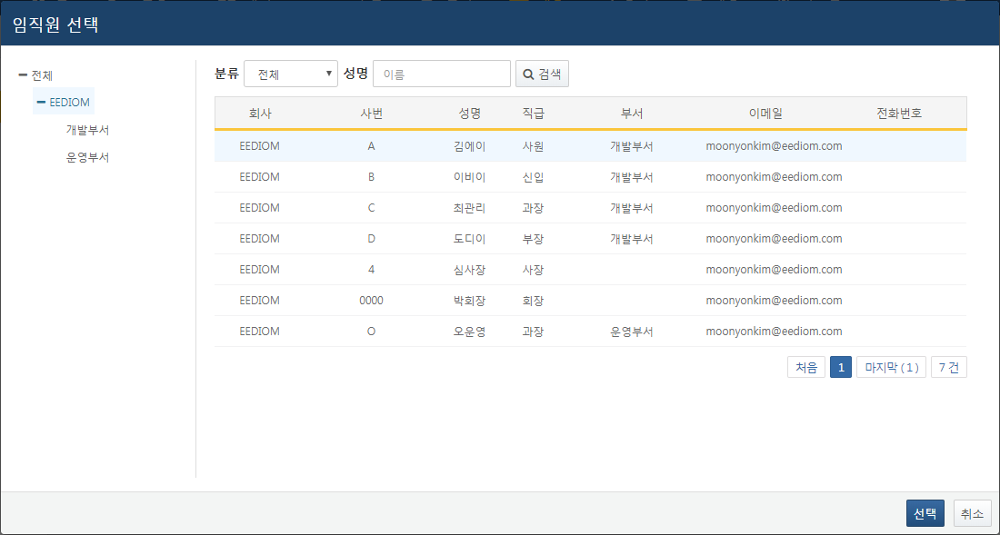 임직원 선택
전체
EEDIOM
개발부서
운영부서
분류 전체 성명 이름 검색
회사 사번 성명 직급 부서 이메일 전화번호
EEDIOM A 김에이 사원 개발부서 moonyonkim@eediom.com
EEDIOM B 이비이 신입 개발부서 moonyonkim@eediom.com
EEDIOM C 최관리 과장 개발부서 moonyonkim@eediom.com
EEDIOM D 도디이 부장 개발부서 moonyonkim@eediom.com
EEDIOM 4 심사장 사장 moonyonkim@eediom.com
EEDIOM 0000 박회장 회장 moonyonkim@eediom.com
EEDIOM O 오운영 과장 운영부서 moonyonkim@eediom.com
처음 1 마지막 ( 1 ) 7 건
선택 취소